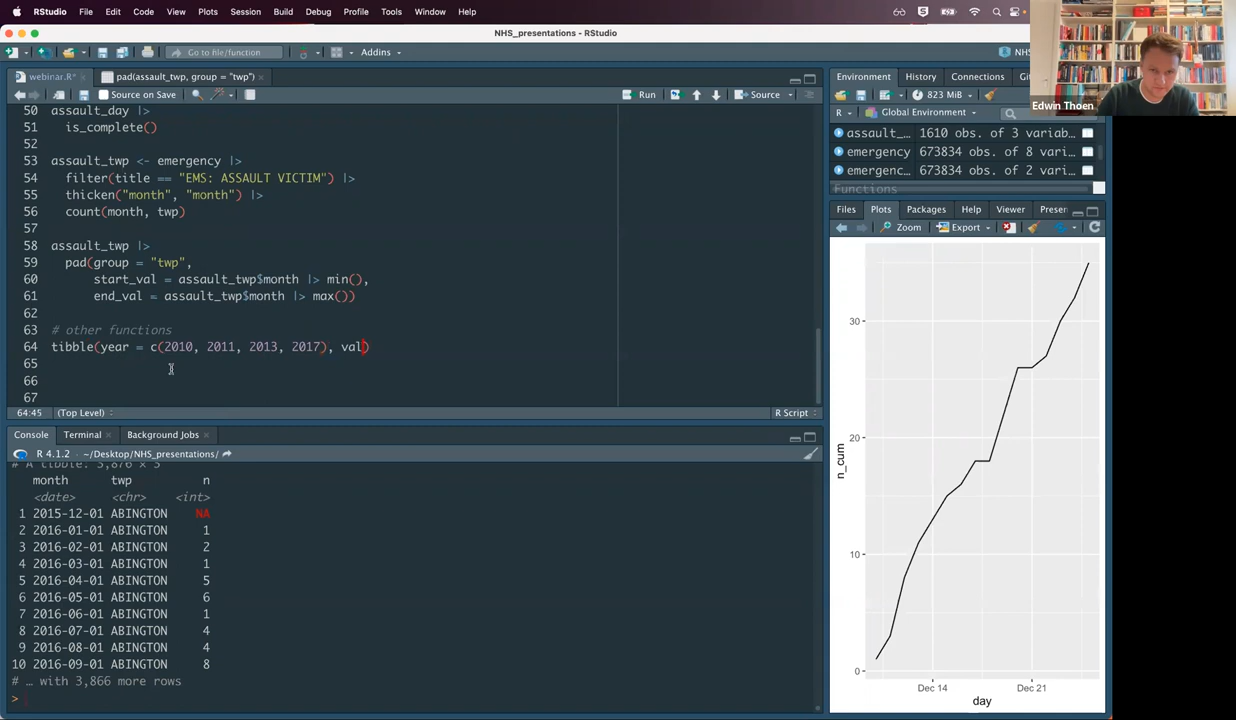 RStudio File Edit Code View Plots Session Build Debug Profile Tools Window Help
NHS_presentations - RStudio
Go to file/function Addins NHS
webinar.R* pad(assault_twp, group = "twp")
Source on Save Run Source
50 assault_day |>
51 is_complete()
52
53 assault_twp <- emergency |>
54 filter(title == "EMS: ASSAULT VICTIM") |>
55 thicken("month", "month") |>
56 count(month, twp)
57
58 assault_twp |>
59 pad(group = "twp",
60 start_val = assault_twp$month |> min(),
61 end_val = assault_twp$month |> max())
62
63 # other functions
64 tibble(year = c(2010, 2011, 2013, 2017), val)
65
66
67
64:45 (Top Level) R Script
Console Terminal Background Jobs
R 4.1.2 · ~/Desktop/NHS_presentations/
# A tibble: 3,876 × 3
month twp n
<date> <chr> <int>
1 2015-12-01 ABINGTON NA
2 2016-01-01 ABINGTON 1
3 2016-02-01 ABINGTON 2
4 2016-03-01 ABINGTON 1
5 2016-04-01 ABINGTON 5
6 2016-05-01 ABINGTON 6
7 2016-06-01 ABINGTON 1
8 2016-07-01 ABINGTON 4
9 2016-08-01 ABINGTON 4
10 2016-09-01 ABINGTON 8
# … with 3,866 more rows
>
Edwin Thoen
Environment History Connections Gi
823 MiB
R Global Environment
assault_… 1610 obs. of 3 variab…
emergency 673834 obs. of 8 vari…
emergenc… 673834 obs. of 2 vari…
Functions
Files Plots Packages Help Viewer Presen
Zoom Export
n_cum
30
20
10
0
Dec 14 Dec 21
day